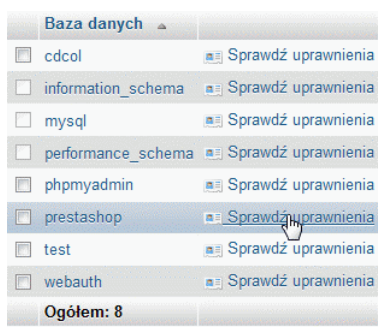 Baza danych
cdcol Sprawdź uprawnienia
information_schema Sprawdź uprawnienia
mysql Sprawdź uprawnienia
performance_schema Sprawdź uprawnienia
phpmyadmin Sprawdź uprawnienia
prestashop Sprawdź uprawnienia
test Sprawdź uprawnienia
webauth Sprawdź uprawnienia
Ogółem: 8